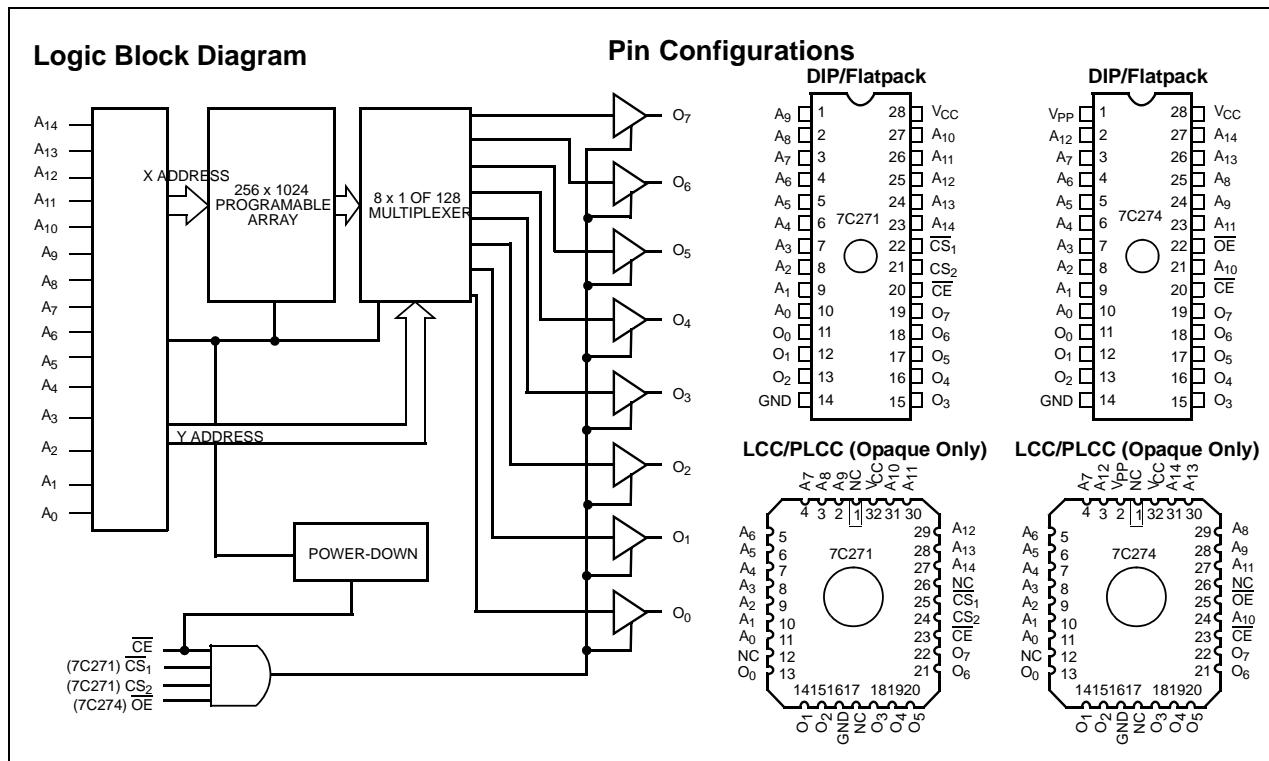 Logic Block Diagram
A14
A13
A12
A11
A10
A9
A8
A7
A6
A5
A4
A3
A2
A1
A0
X ADDRESS
256 x 1024
PROGRAMABLE
ARRAY
8 x 1 OF 128
MULTIPLEXER
Y ADDRESS
POWER-DOWN
CE
(7C271) CS1
(7C271) CS2
(7C274) OE
O7
O6
O5
O4
O3
O2
O1
O0
Pin Configurations
DIP/Flatpack
A9 1 28 VCC
A8 2 27 A10
A7 3 26 A11
A6 4 25 A12
A5 5 24 A13
A4 6 7C271 23 A14
A3 7 22 CS1
A2 8 21 CS2
A1 9 20 CE
A0 10 19 O7
O0 11 18 O6
O1 12 17 O5
O2 13 16 O4
GND 14 15 O3
DIP/Flatpack
VPP 1 28 VCC
A12 2 27 A14
A7 3 26 A13
A6 4 25 A8
A5 5 24 A9
A4 6 7C274 23 A11
A3 7 22 OE
A2 8 21 A10
A1 9 20 CE
A0 10 19 O7
O0 11 18 O6
O1 12 17 O5
O2 13 16 O4
GND 14 15 O3
LCC/PLCC (Opaque Only)
A7 A8 A9 NC VCC A10 A11
4 3 2 1 32 31 30
A6 5 29 A12
A5 6 7C271 28 A13
A4 7 27 A14
A3 8 26 NC
A2 9 25 CS1
A1 10 24 CS2
A0 11 23 CE
NC 12 22 O7
O0 13 21 O6
14 15 16 17 18 19 20
O1 O2 GND NC O3 O4 O5
LCC/PLCC (Opaque Only)
A7 A12 VPP NC VCC A14 A13
4 3 2 1 32 31 30
A6 5 29 A8
A5 6 7C274 28 A9
A4 7 27 A11
A3 8 26 NC
A2 9 25 OE
A1 10 24 A10
A0 11 23 CE
NC 12 22 O7
O0 13 21 O6
14 15 16 17 18 19 20
O1 O2 GND NC O3 O4 O5